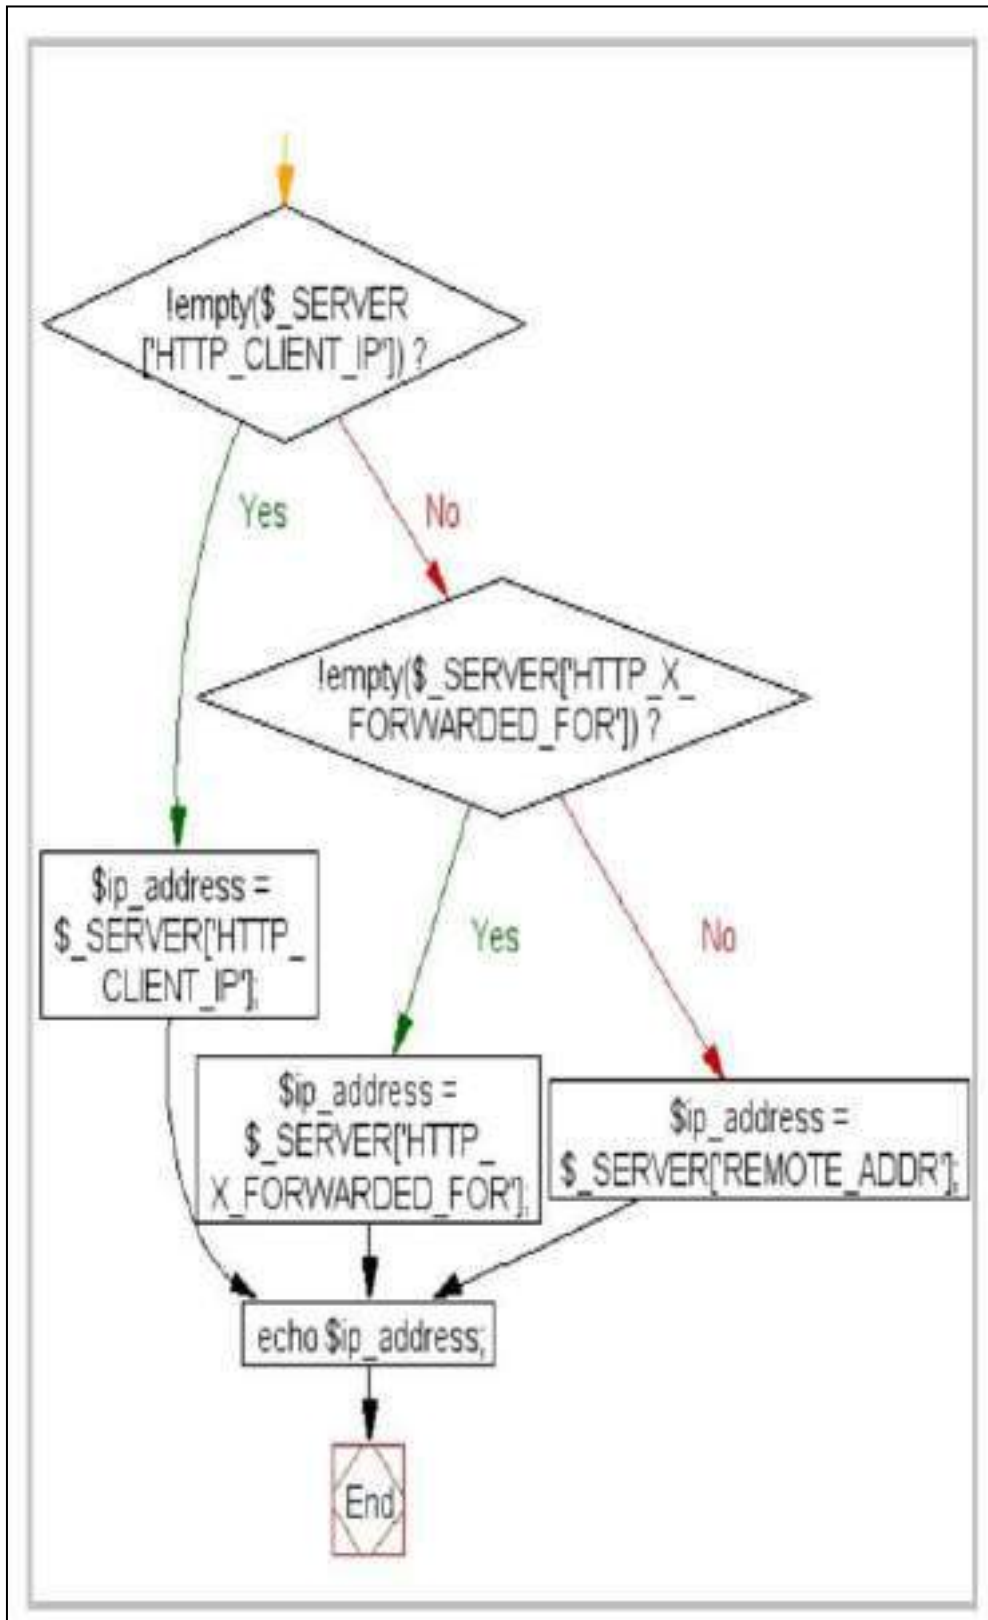 !empty($_SERVER
['HTTP_CLIENT_IP']) ?
Yes
No
!empty($_SERVER['HTTP_X_
FORWARDED_FOR']) ?
$ip_address =
$_SERVER['HTTP_
CLIENT_IP'];
Yes
No
$ip_address =
$_SERVER['HTTP_
X_FORWARDED_FOR'];
$ip_address =
$_SERVER['REMOTE_ADDR'];
echo $ip_address;
End